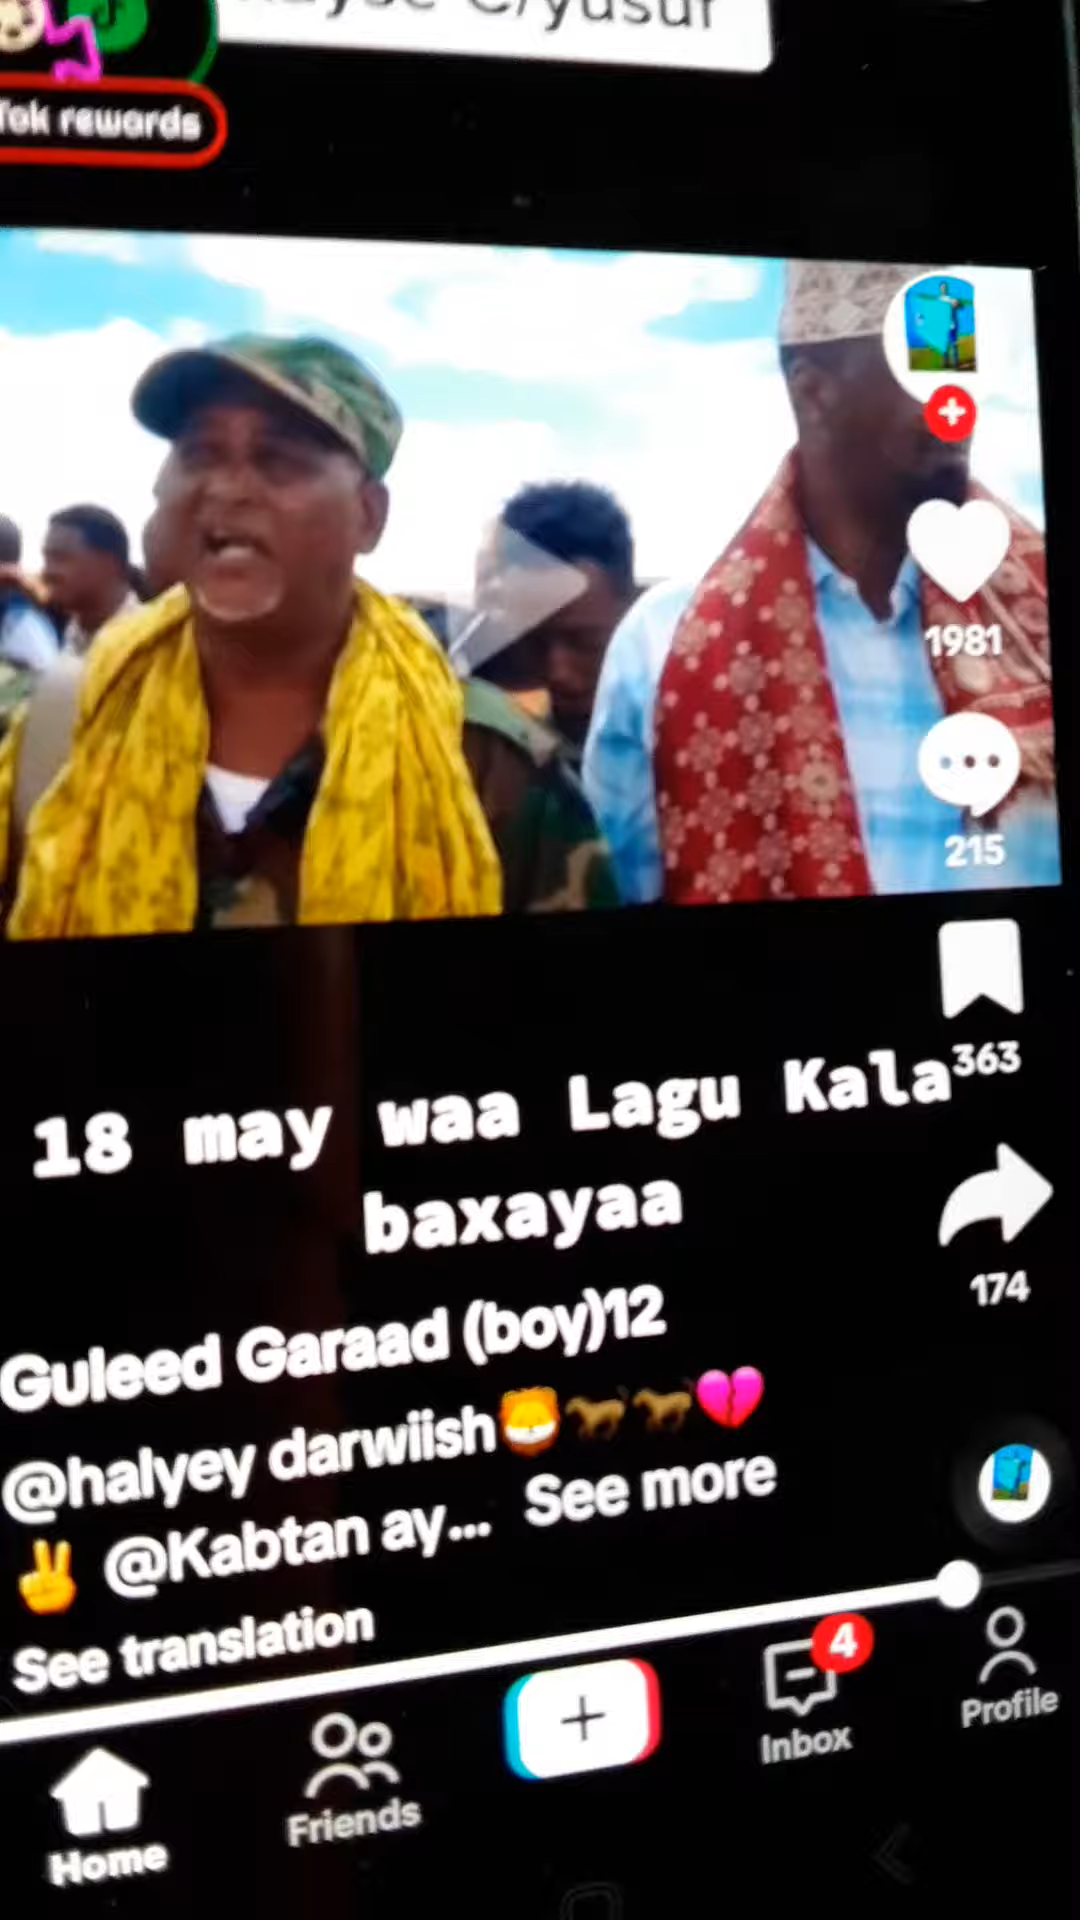 C/yusuf
Tok rewards
1981
215
363
18 may waa Lagu Kala
baxayaa
174
Guleed Garaad (boy)12
@halyey darwiish🦁🐎🐎💔
✌️ @Kabtan ay... See more
See translation
4
Home
Friends
Inbox
Profile